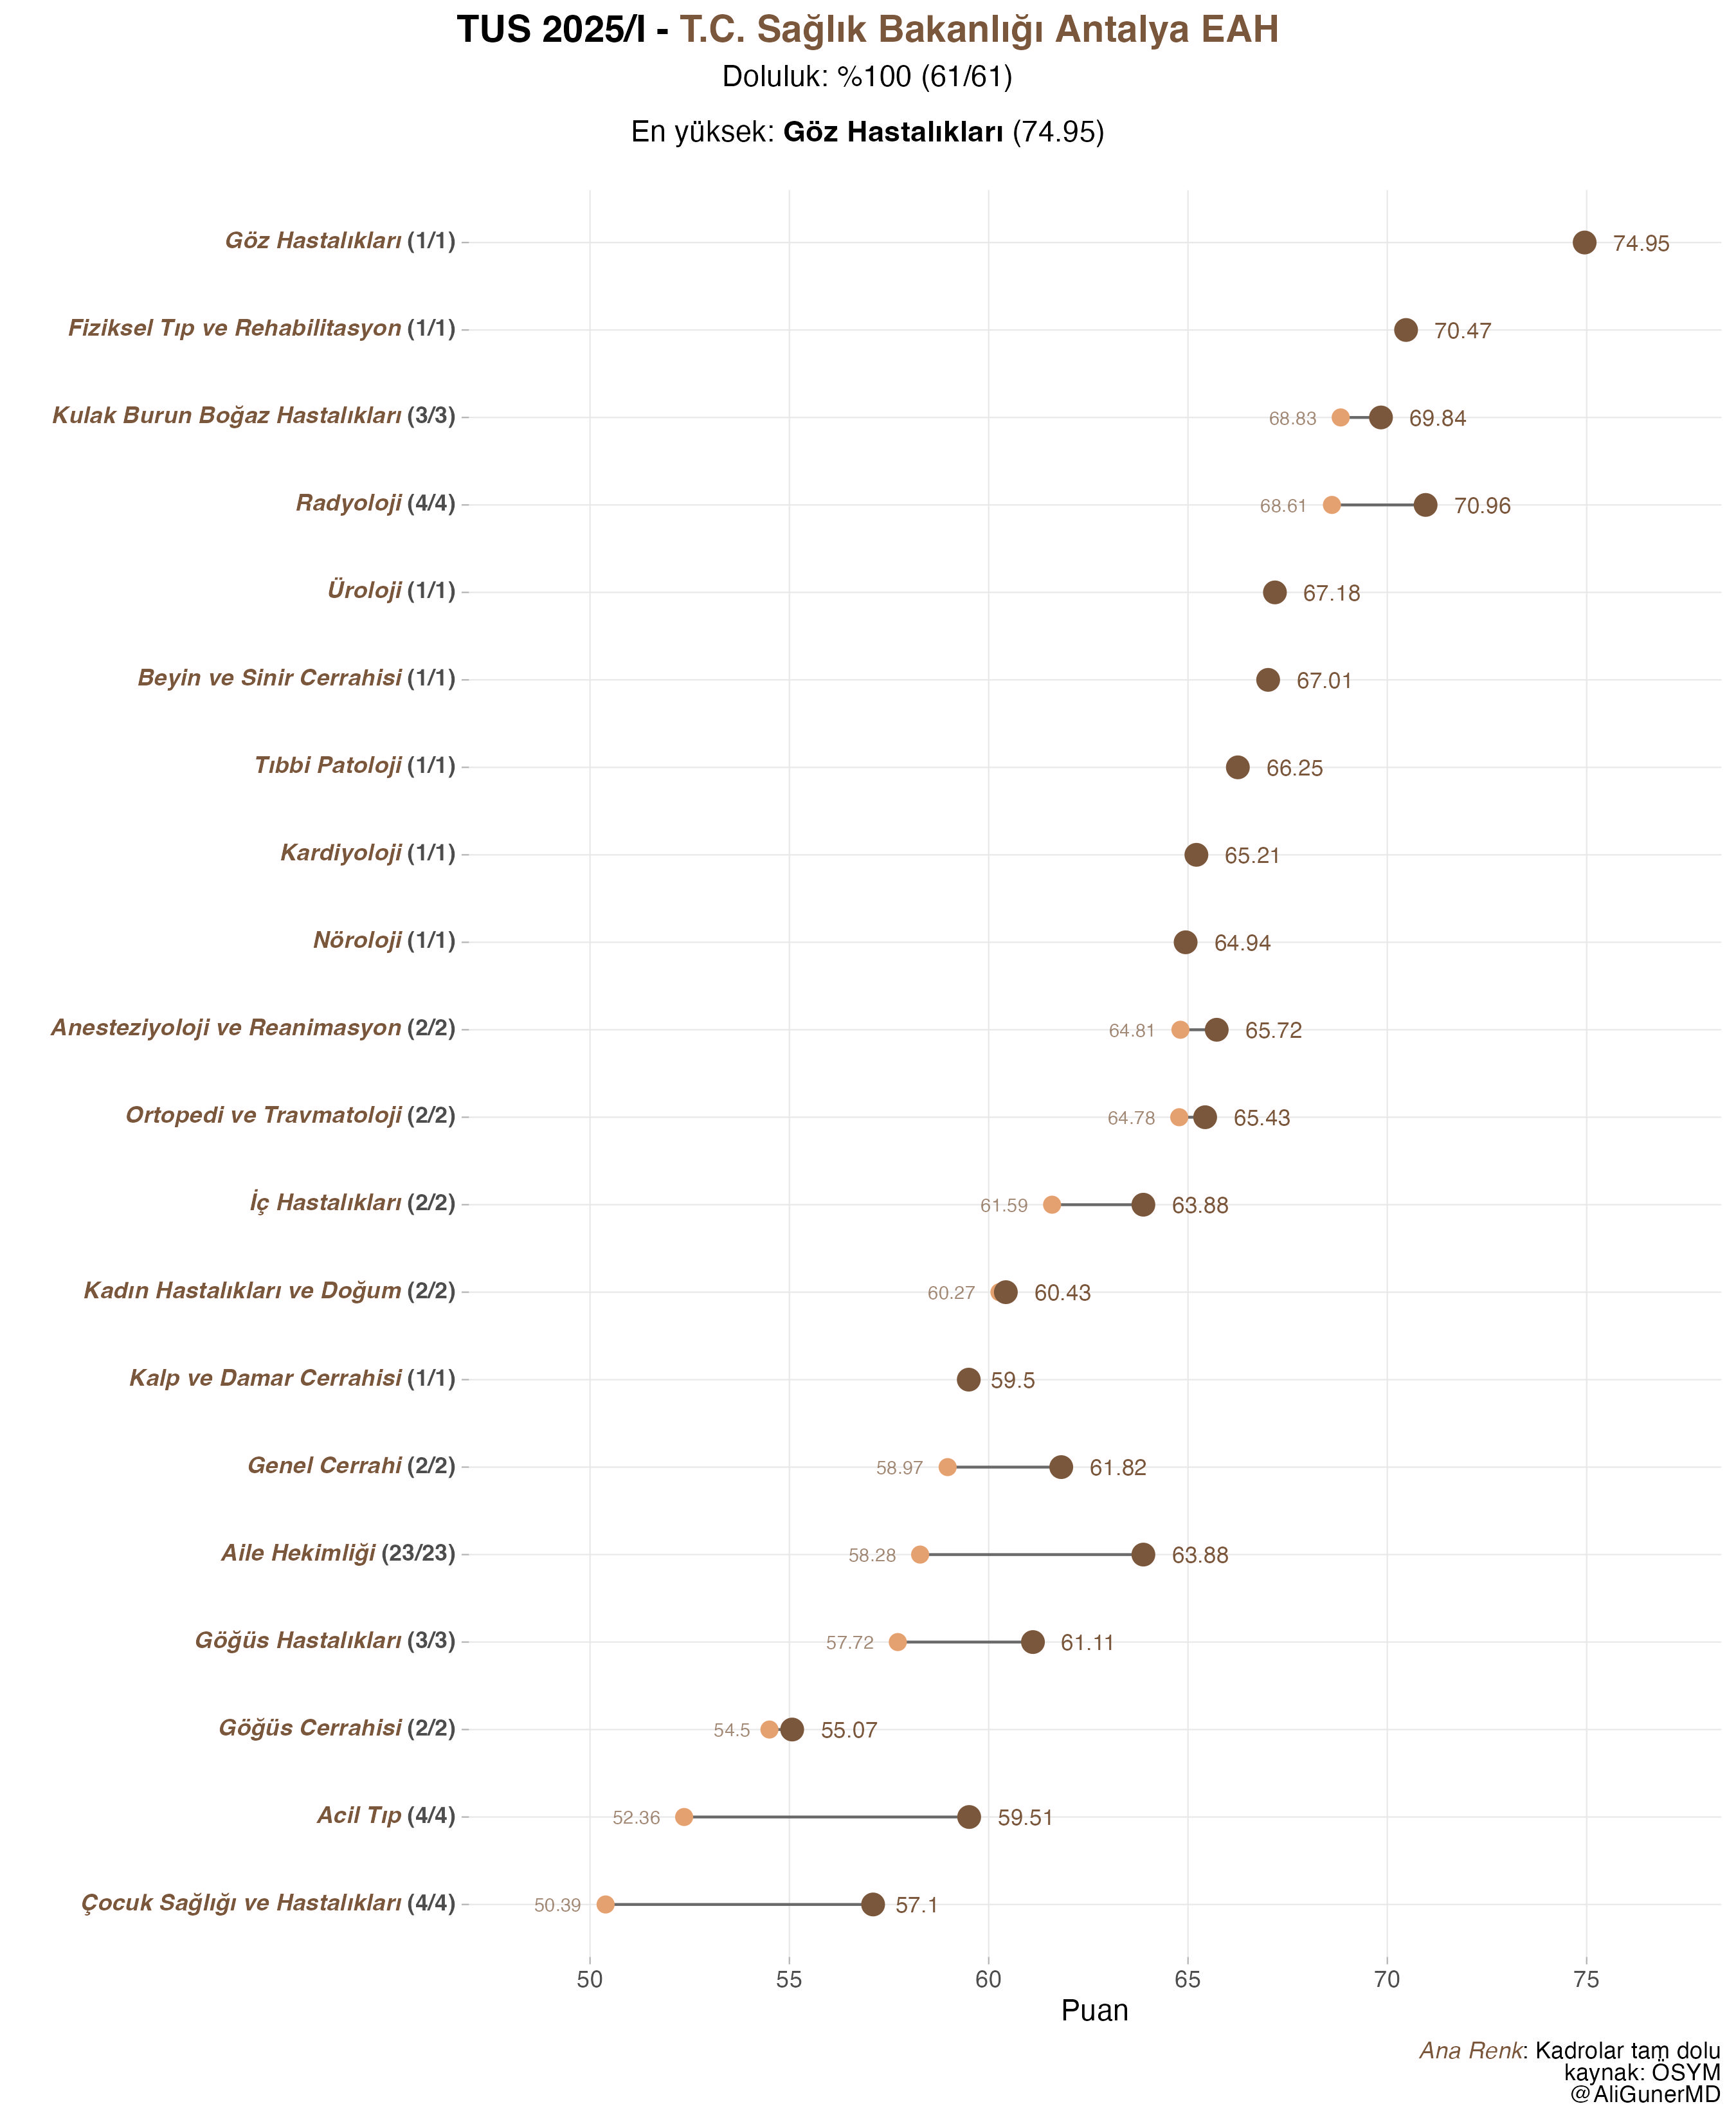 TUS 2025/I - T.C. Sağlık Bakanlığı Antalya EAH
Doluluk: %100 (61/61)
En yüksek: Göz Hastalıkları (74.95)
Göz Hastalıkları (1/1) 74.95
Fiziksel Tıp ve Rehabilitasyon (1/1) 70.47
Kulak Burun Boğaz Hastalıkları (3/3) 68.83 69.84
Radyoloji (4/4) 68.61 70.96
Üroloji (1/1) 67.18
Beyin ve Sinir Cerrahisi (1/1) 67.01
Tıbbi Patoloji (1/1) 66.25
Kardiyoloji (1/1) 65.21
Nöroloji (1/1) 64.94
Anesteziyoloji ve Reanimasyon (2/2) 64.81 65.72
Ortopedi ve Travmatoloji (2/2) 64.78 65.43
İç Hastalıkları (2/2) 61.59 63.88
Kadın Hastalıkları ve Doğum (2/2) 60.27 60.43
Kalp ve Damar Cerrahisi (1/1) 59.5
Genel Cerrahi (2/2) 58.97 61.82
Aile Hekimliği (23/23) 58.28 63.88
Göğüs Hastalıkları (3/3) 57.72 61.11
Göğüs Cerrahisi (2/2) 54.5 55.07
Acil Tıp (4/4) 52.36 59.51
Çocuk Sağlığı ve Hastalıkları (4/4) 50.39 57.1
50 55 60 65 70 75
Puan
Ana Renk: Kadrolar tam dolu
kaynak: ÖSYM
@AliGunerMD